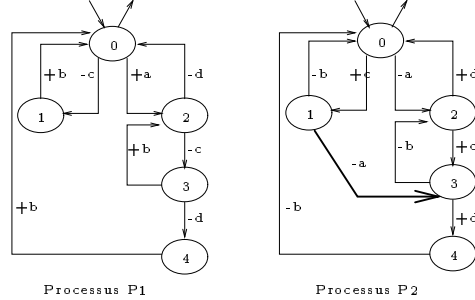 0 0
+b -c +a -d -b +c -a +d
1 2 1 2
+b -c -b +c
-a
3 3
+b -d -b +d
4 4
Processus P1 Processus P2